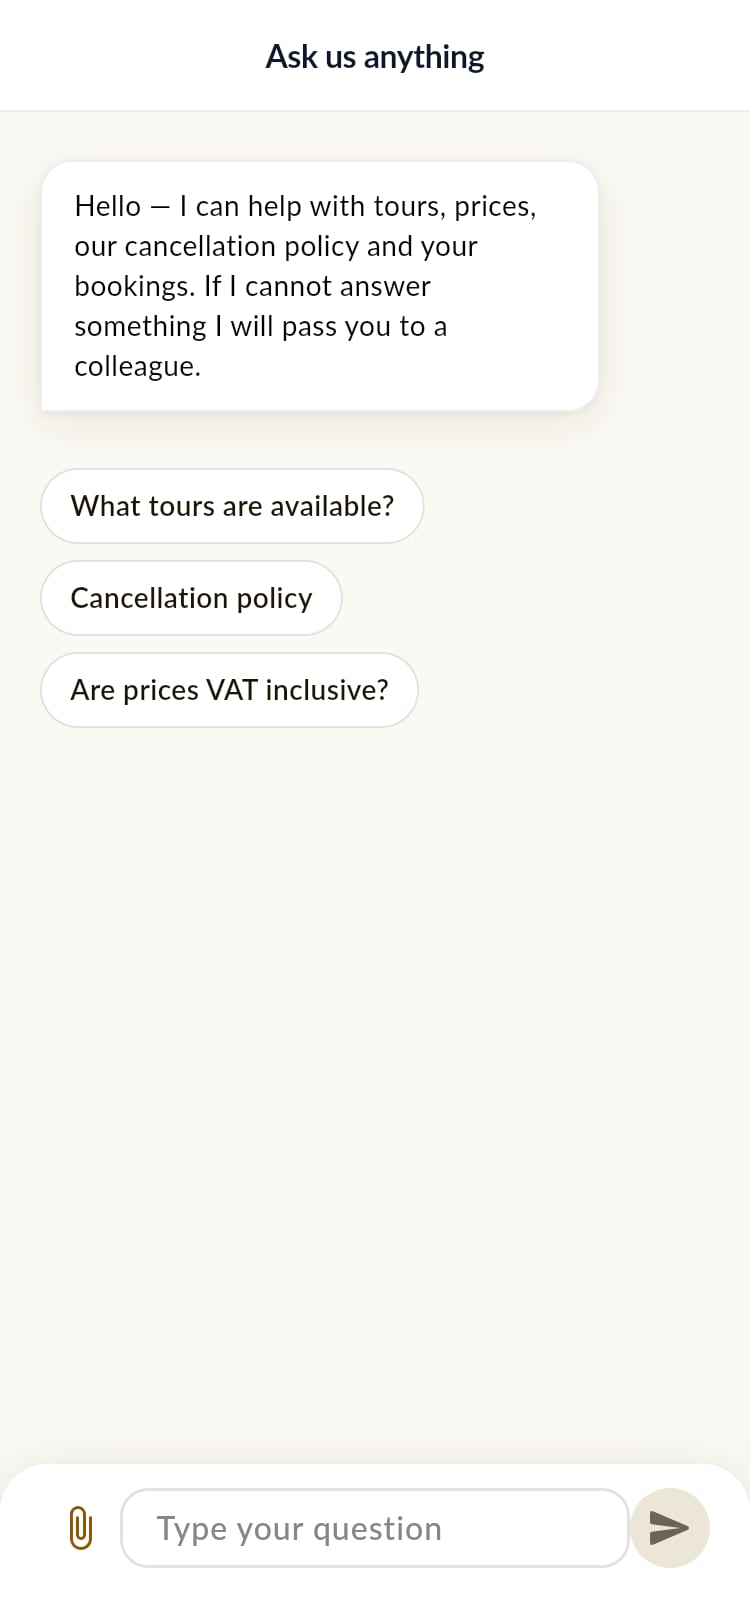 Ask us anything
Hello — I can help with tours, prices,
our cancellation policy and your
bookings. If I cannot answer
something I will pass you to a
colleague.
What tours are available?
Cancellation policy
Are prices VAT inclusive?
Type your question